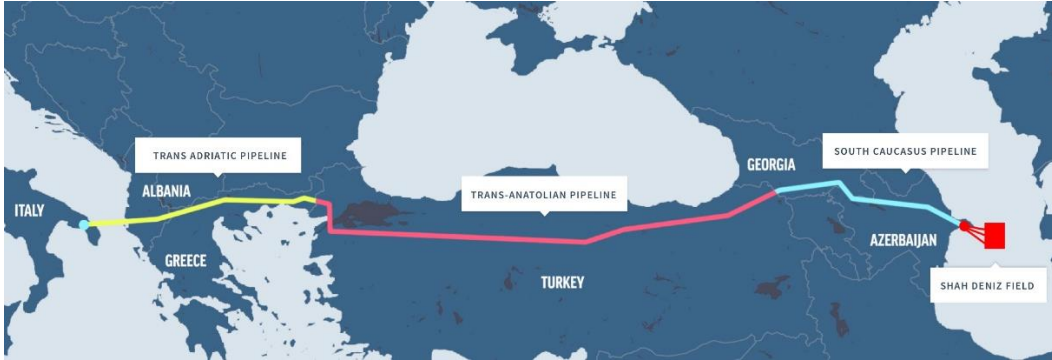 TRANS ADRIATIC PIPELINE
ALBANIA
ITALY
GREECE
TRANS-ANATOLIAN PIPELINE
TURKEY
GEORGIA
SOUTH CAUCASUS PIPELINE
AZERBAIJAN
SHAH DENIZ FIELD